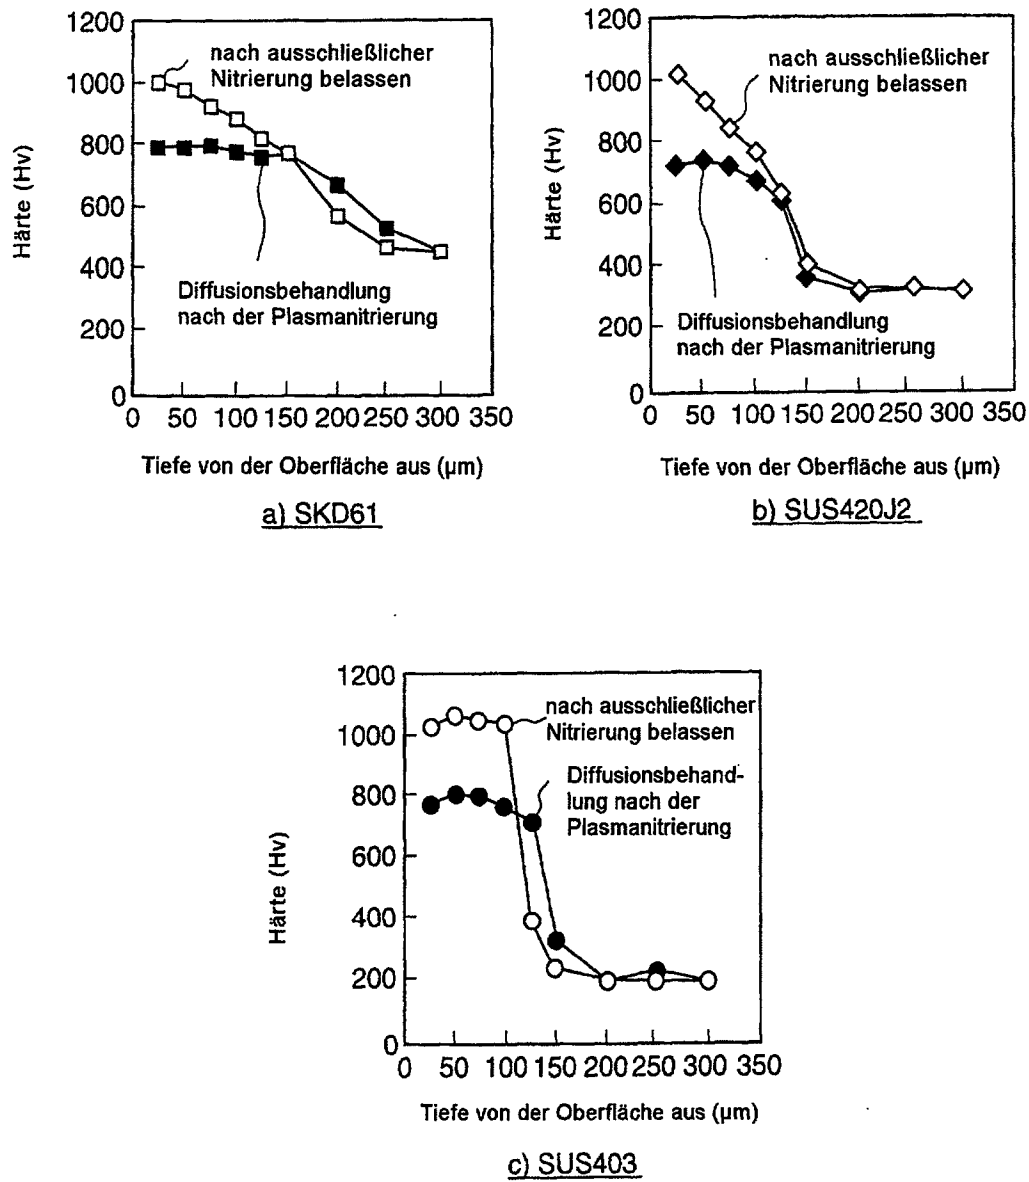 1200
1000
800
600
400
200
0
Härte (Hv)
nach ausschließlicher
Nitrierung belassen
Diffusionsbehandlung
nach der Plasmanitrierung
0 50 100 150 200 250 300 350
Tiefe von der Oberfläche aus (µm)
a) SKD61
1200
1000
800
600
400
200
0
Härte (Hv)
nach ausschließlicher
Nitrierung belassen
Diffusionsbehandlung
nach der Plasmanitrierung
0 50 100 150 200 250 300 350
Tiefe von der Oberfläche aus (µm)
b) SUS420J2
1200
1000
800
600
400
200
0
Härte (Hv)
nach ausschließlicher
Nitrierung belassen
Diffusionsbehand-
lung nach der
Plasmanitrierung
0 50 100 150 200 250 300 350
Tiefe von der Oberfläche aus (µm)
c) SUS403